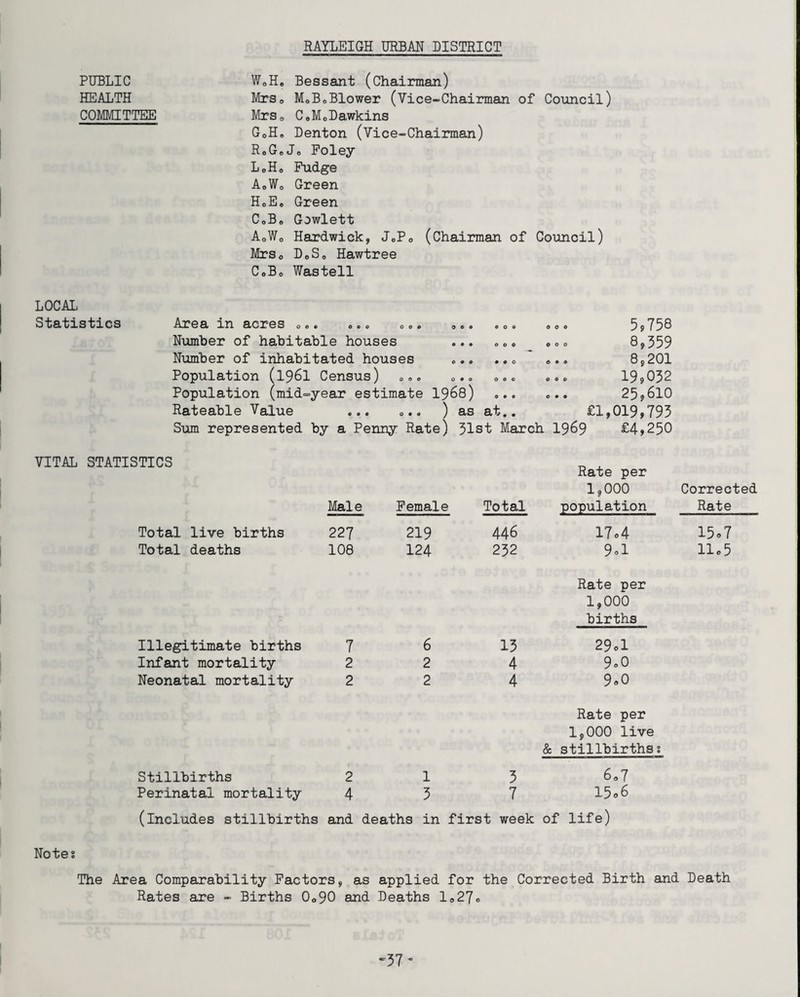 RAYLEIGH URBAN DISTRICT
PUBLIC HEALTH COMMITTEE
W.H. Bessant (Chairman)
Mrs. M.B.Blower (Vice-Chairman of Council)
Mrs. C.M.Dawkins
G.H. Denton (Vice-Chairman)
R.G.J. Foley
L.H. Fudge
A.W. Green
H.E. Green
C.B. Gowlett
A.W. Hardwick, J.P. (Chairman of Council)
Mrs. D.S. Hawtree
C.B. Wastell
LOCAL
Statistics
Area in acres ... ... ... ... ... ... 5,758
Number of habitable houses ... ... ... 8,359
Number of inhabitated houses ... ... ... 8,201
Population (1961 Census) ... ... ... ... 19,032
Population (mid-year estimate 1968) ... ... 25,610
Rateable Value ... ... ) as at.. £1,019,793
Sum represented by a Penny Rate) 31st March 1969 £4,250
VITAL STATISTICS
Rate per
1,000 Corrected
Male Female Total population Rate
Total live births 227 219 446 17.4 15.7
Total deaths 108 124 232 9.1 11.5
Rate per
1,000
births
Illegitimate births 7 6 13 29.1
Infant mortality 2 2 4 9.0
Neonatal mortality 2 2 4 9.0
Rate per
1,000 live
& stillbirths:
Stillbirths 2 1 3 6.7
Perinatal mortality 4 3 7 15.6
(Includes stillbirths and deaths in first week of life)
Note:
The Area Comparability Factors, as applied for the Corrected Birth and Death
Rates are - Births 0.90 and Deaths 1.27.
-37-